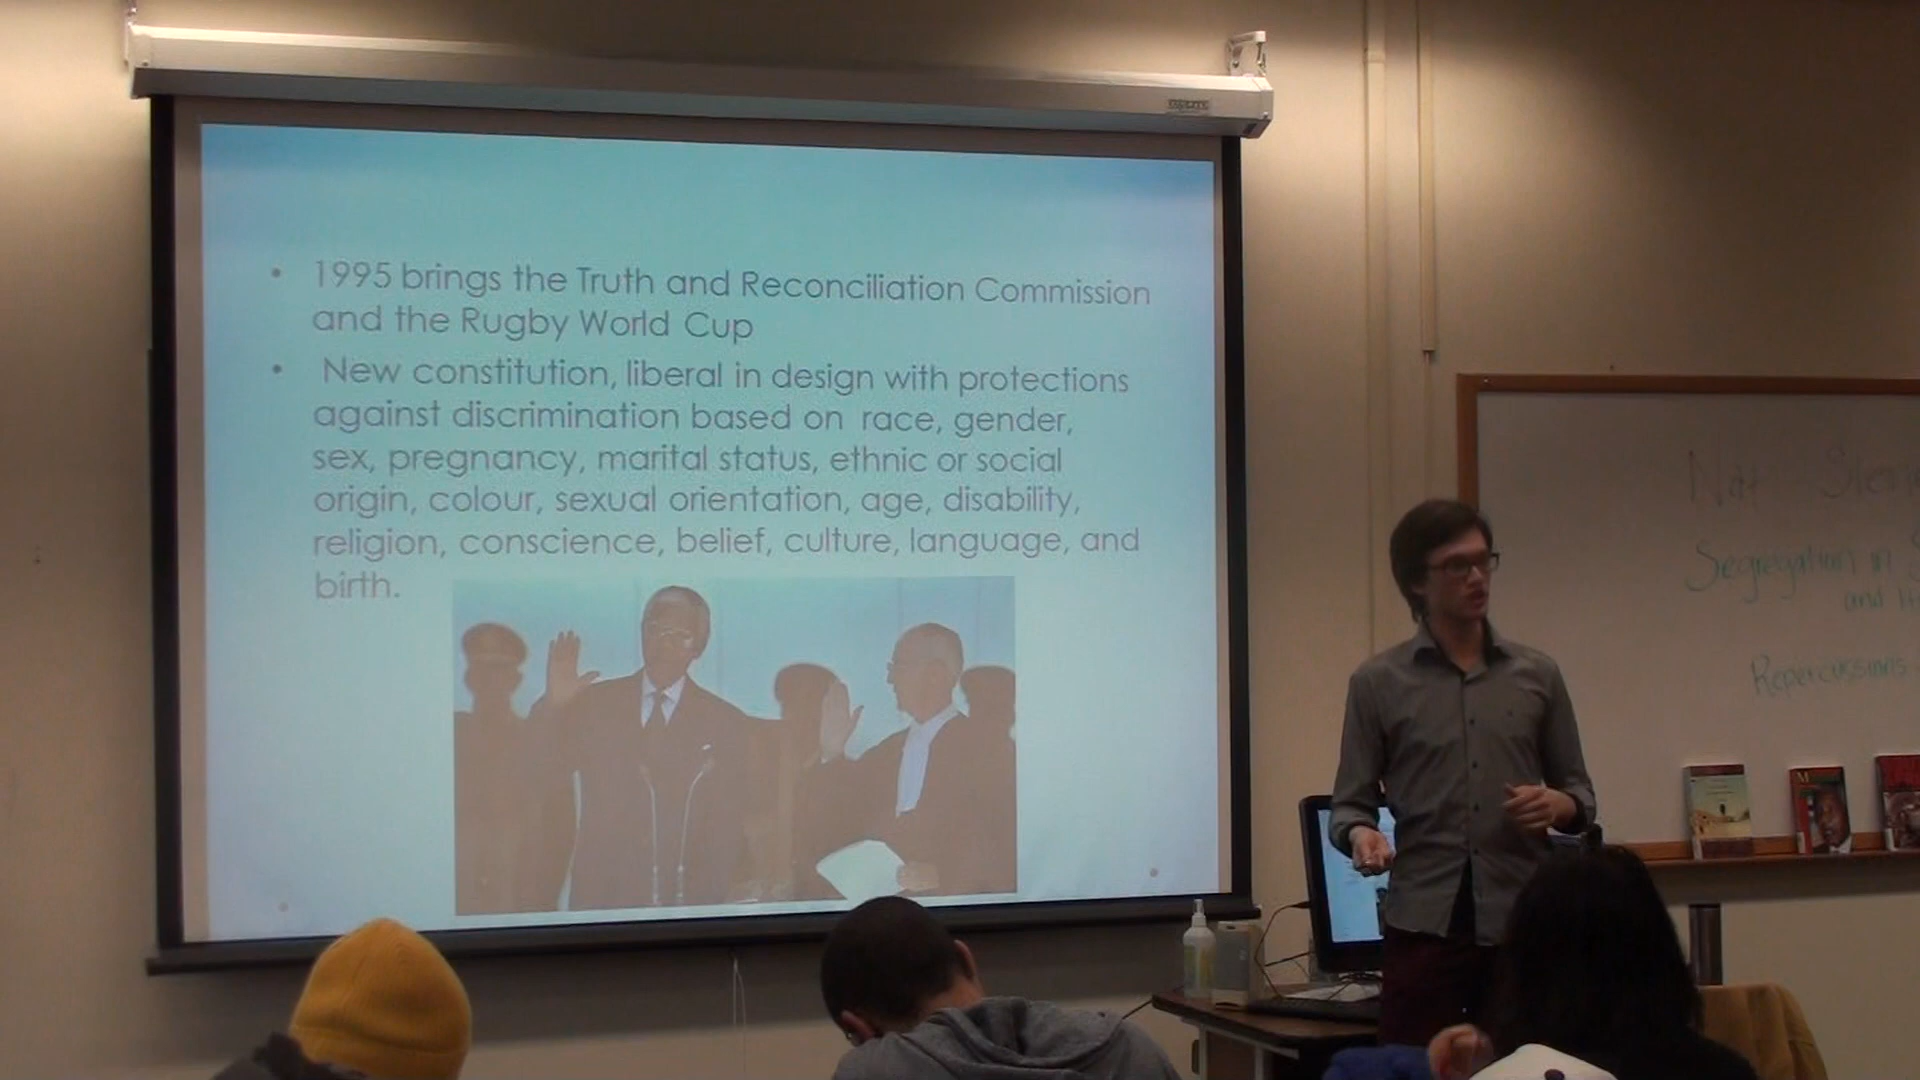 • 1995 brings the Truth and Reconciliation Commission
and the Rugby World Cup
• New constitution, liberal in design with protections
against discrimination based on race, gender,
sex, pregnancy, marital status, ethnic or social
origin, colour, sexual orientation, age, disability,
religion, conscience, belief, culture, language, and
birth.
Segregation in
and
Repercussions